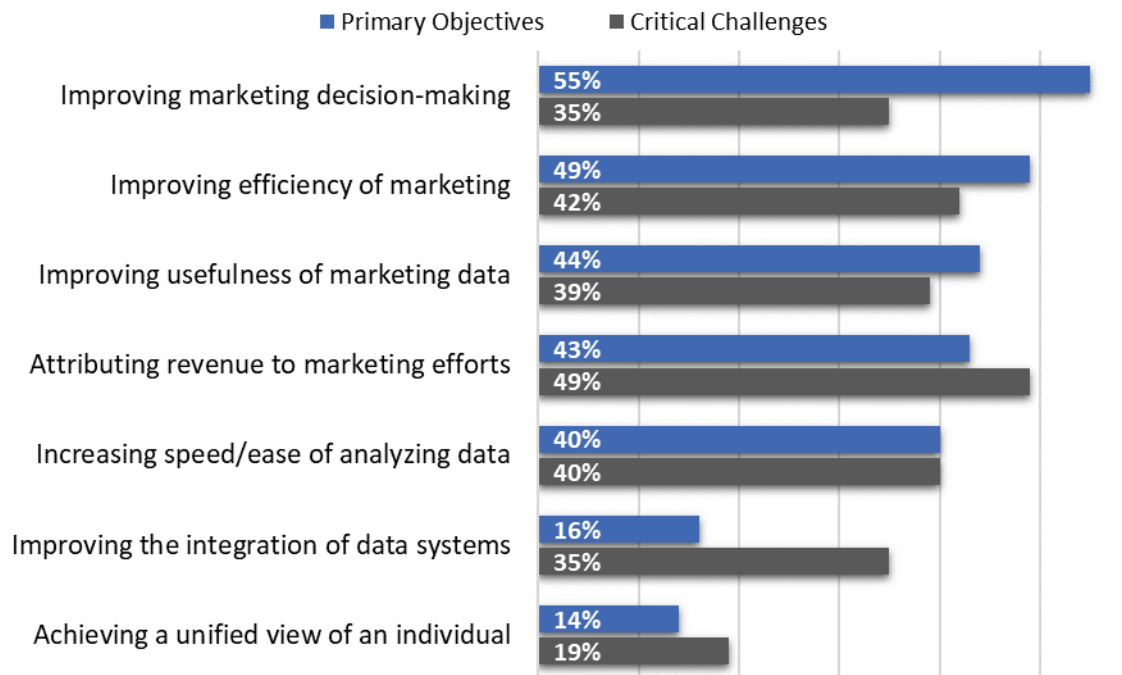 Primary Objectives Critical Challenges
Improving marketing decision-making
55%
35%
Improving efficiency of marketing
49%
42%
Improving usefulness of marketing data
44%
39%
Attributing revenue to marketing efforts
43%
49%
Increasing speed/ease of analyzing data
40%
40%
Improving the integration of data systems
16%
35%
Achieving a unified view of an individual
14%
19%